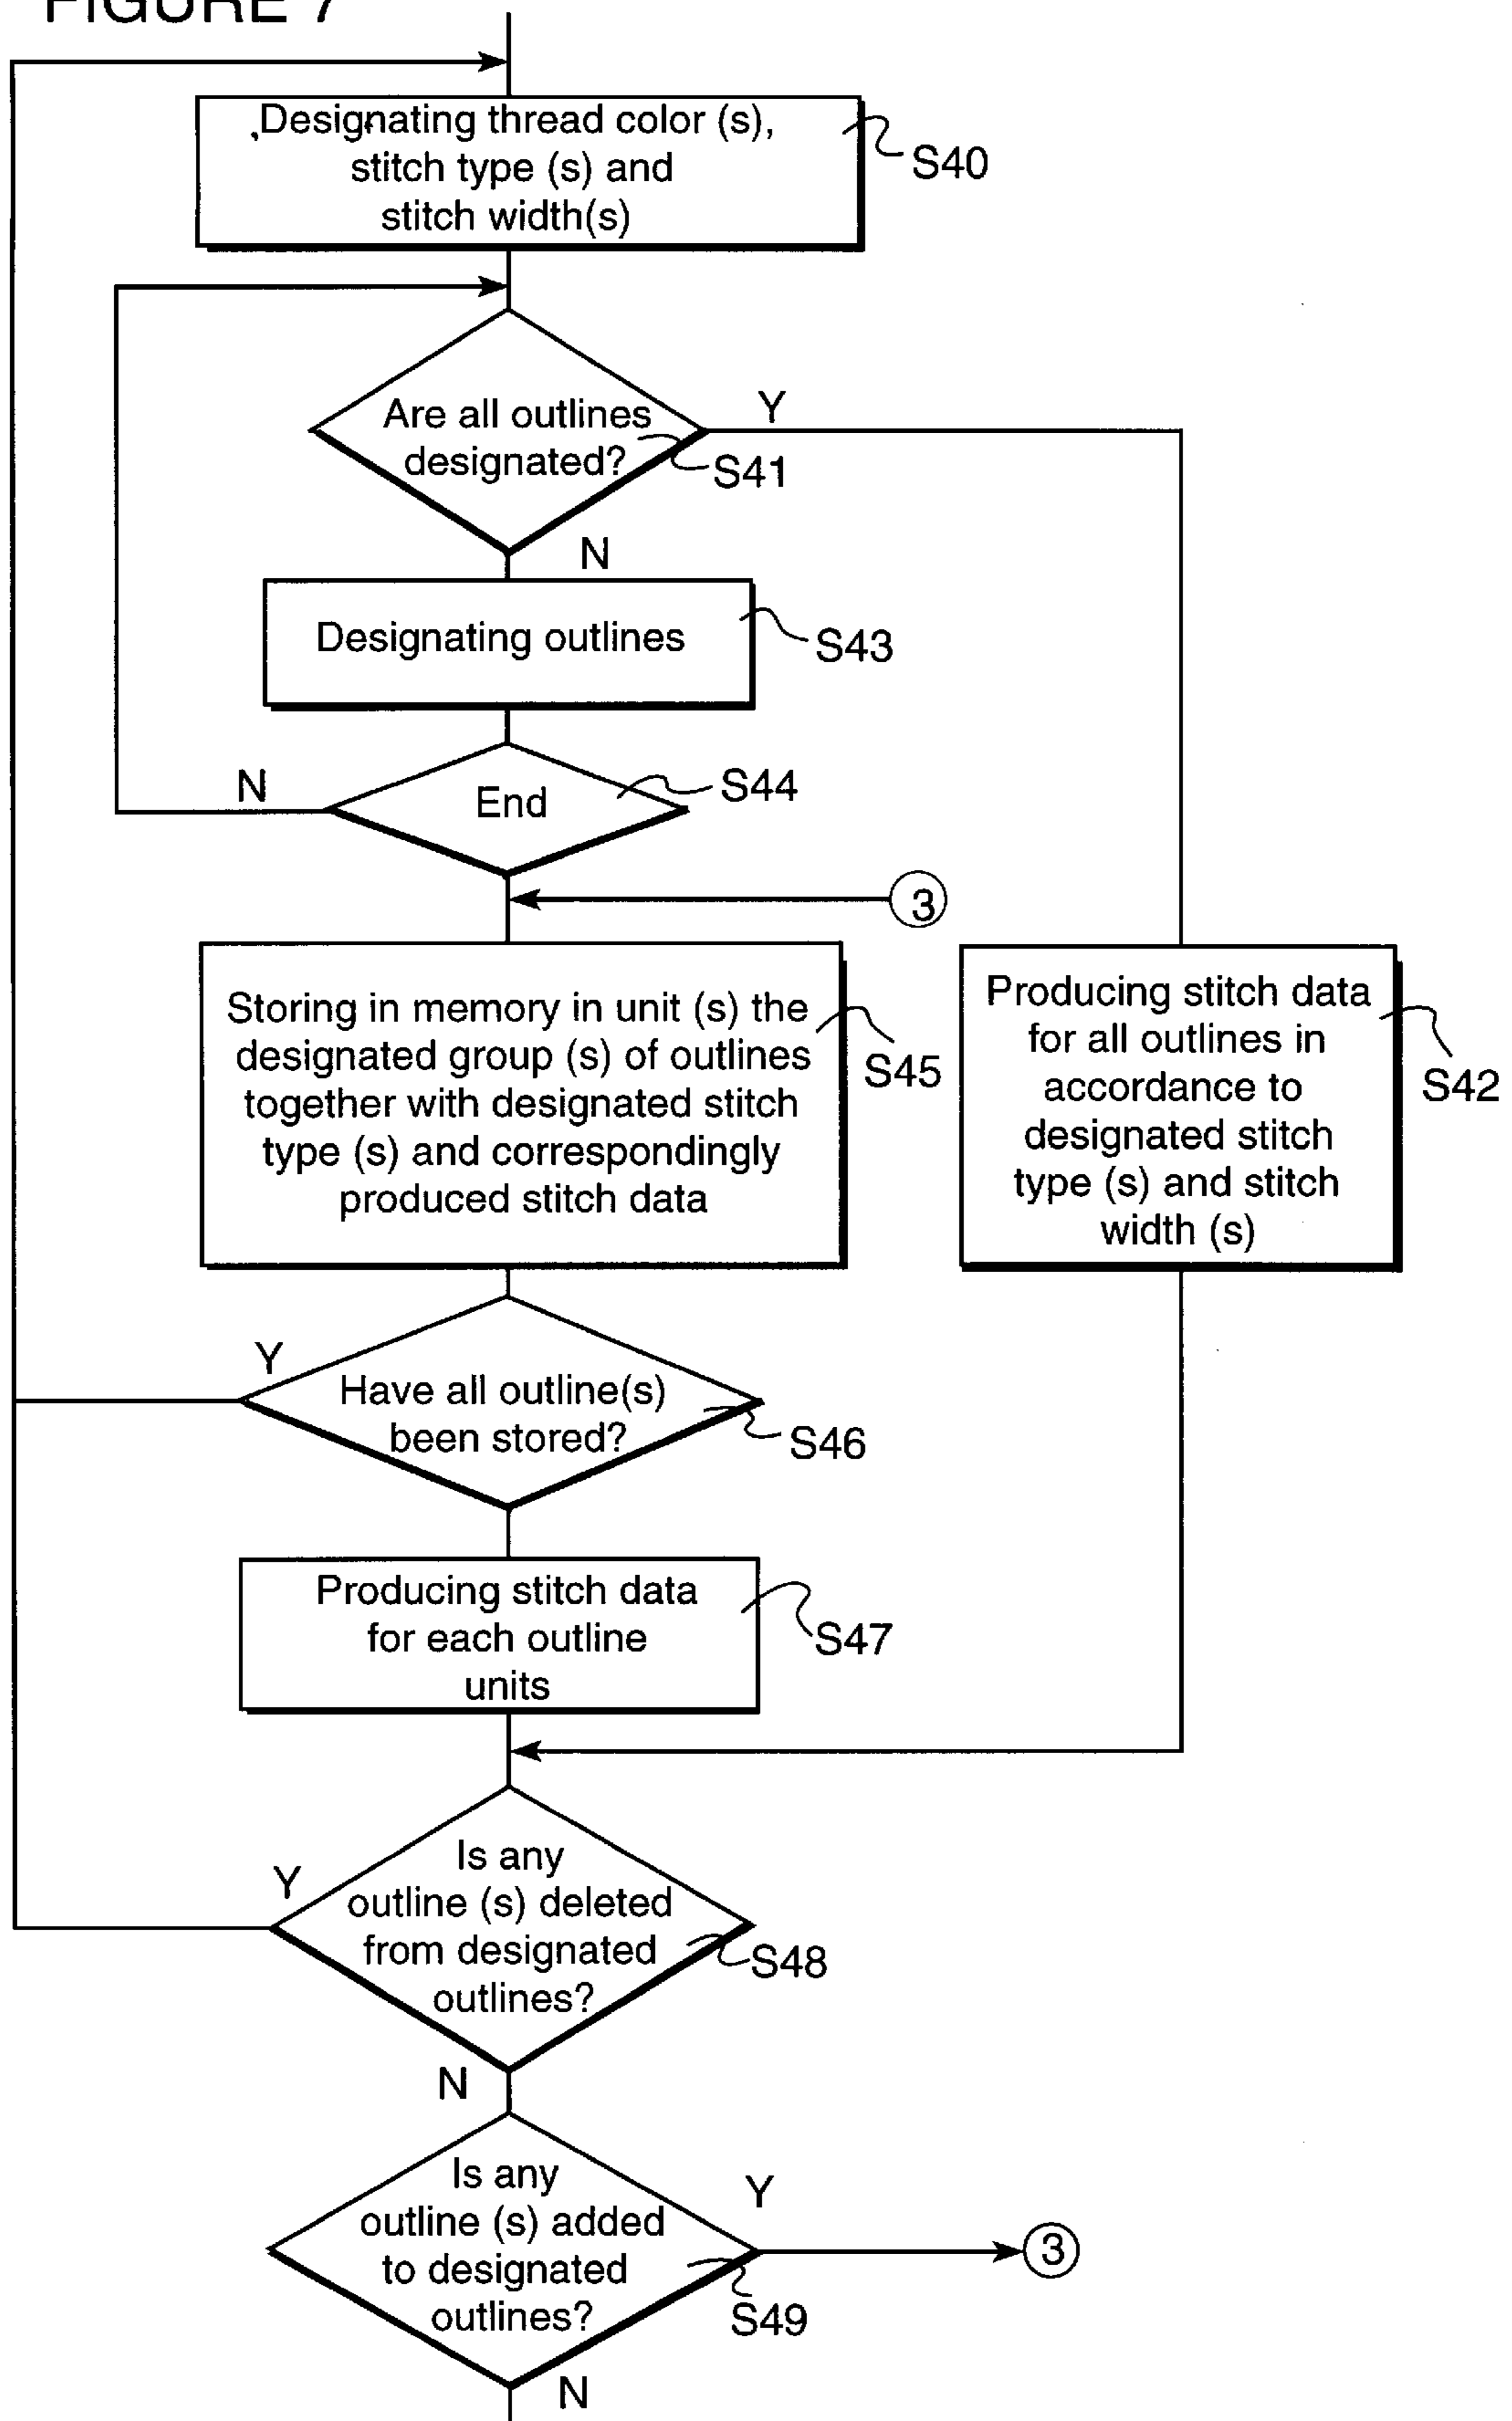 FIGURE 7
Designating thread color (s),
stitch type (s) and
stitch width(s)
S40
Are all outlines
designated?
S41
Y
N
Designating outlines
S43
End
S44
N
3
Storing in memory in unit (s) the
designated group (s) of outlines
together with designated stitch
type (s) and correspondingly
produced stitch data
S45
Producing stitch data
for all outlines in
accordance to
designated stitch
type (s) and stitch
width (s)
S42
Y
Have all outline(s)
been stored?
S46
Producing stitch data
for each outline
units
S47
Y
Is any
outline (s) deleted
from designated
outlines?
S48
N
Is any
outline (s) added
to designated
outlines?
S49
Y
3
N